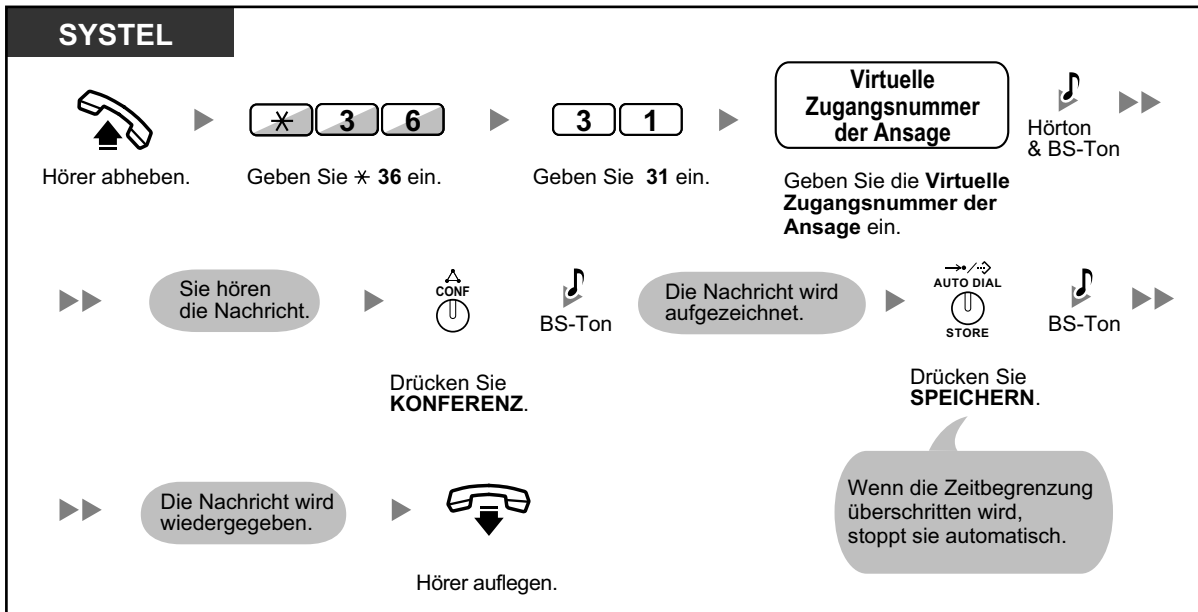 SYSTEL
Hörer abheben.
✳ 3 6
Geben Sie ✳ 36 ein.
3 1
Geben Sie 31 ein.
Virtuelle
Zugangsnummer
der Ansage
Geben Sie die Virtuelle
Zugangsnummer der
Ansage ein.
Hörton
& BS-Ton
Sie hören
die Nachricht.
CONF
Drücken Sie
KONFERENZ.
BS-Ton
Die Nachricht wird
aufgezeichnet.
AUTO DIAL
STORE
Drücken Sie
SPEICHERN.
BS-Ton
Wenn die Zeitbegrenzung
überschritten wird,
stoppt sie automatisch.
Die Nachricht wird
wiedergegeben.
Hörer auflegen.